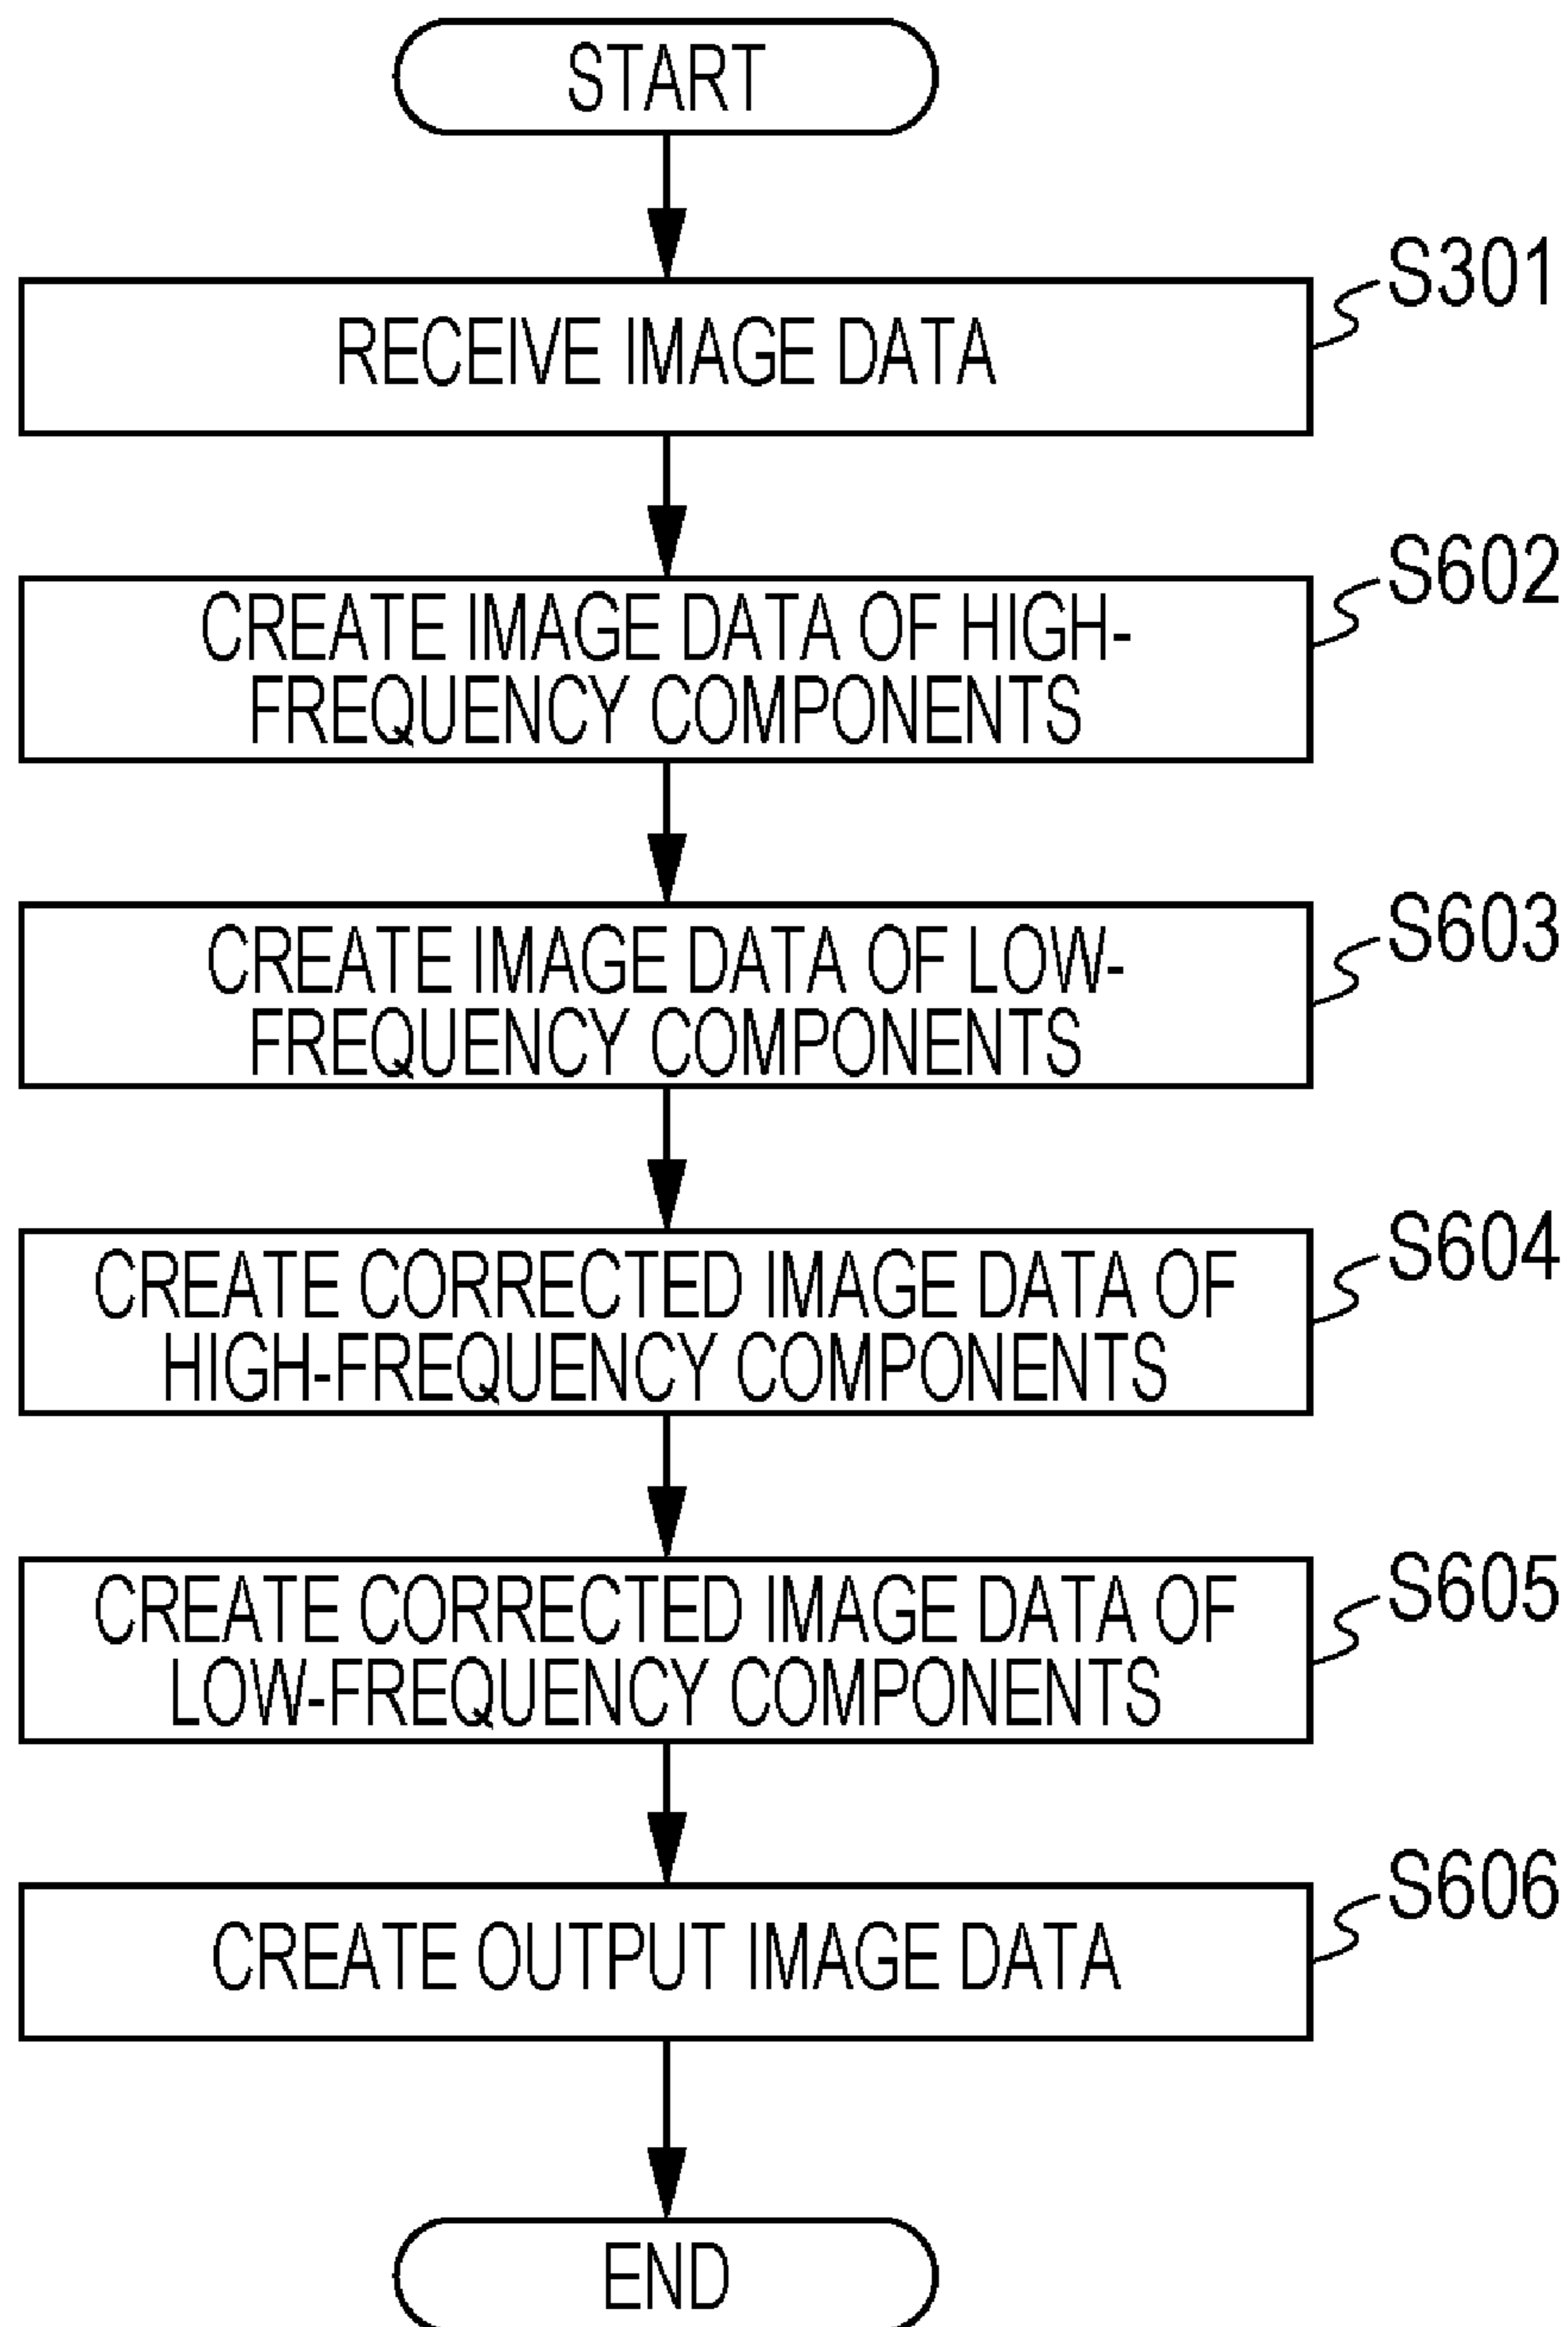 START
S301
RECEIVE IMAGE DATA
S602
CREATE IMAGE DATA OF HIGH-
FREQUENCY COMPONENTS
S603
CREATE IMAGE DATA OF LOW-
FREQUENCY COMPONENTS
S604
CREATE CORRECTED IMAGE DATA OF
HIGH-FREQUENCY COMPONENTS
S605
CREATE CORRECTED IMAGE DATA OF
LOW-FREQUENCY COMPONENTS
S606
CREATE OUTPUT IMAGE DATA
END